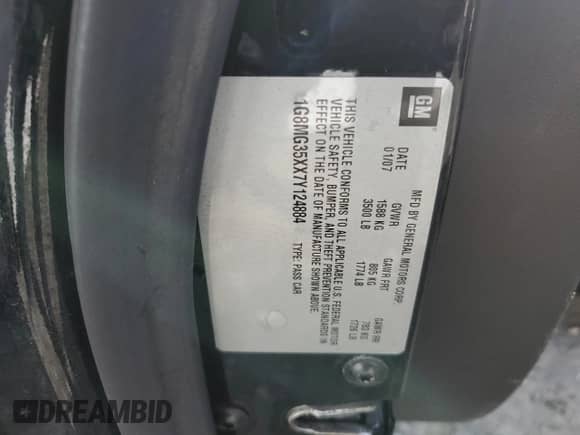 GM
MFD BY GENERAL MOTORS CORP
DATE GVWR GAWR FRT GAWR RR
01/07 1588 KG 805 KG 783 KG
3500 LB 1774 LB 1726 LB
THIS VEHICLE CONFORMS TO ALL APPLICABLE U.S. FEDERAL MOTOR
VEHICLE SAFETY, BUMPER, AND THEFT PREVENTION STANDARDS IN
EFFECT ON THE DATE OF MANUFACTURE SHOWN ABOVE.
1G8MG35XX7Y124884 TYPE: PASS CAR
DREAMBID